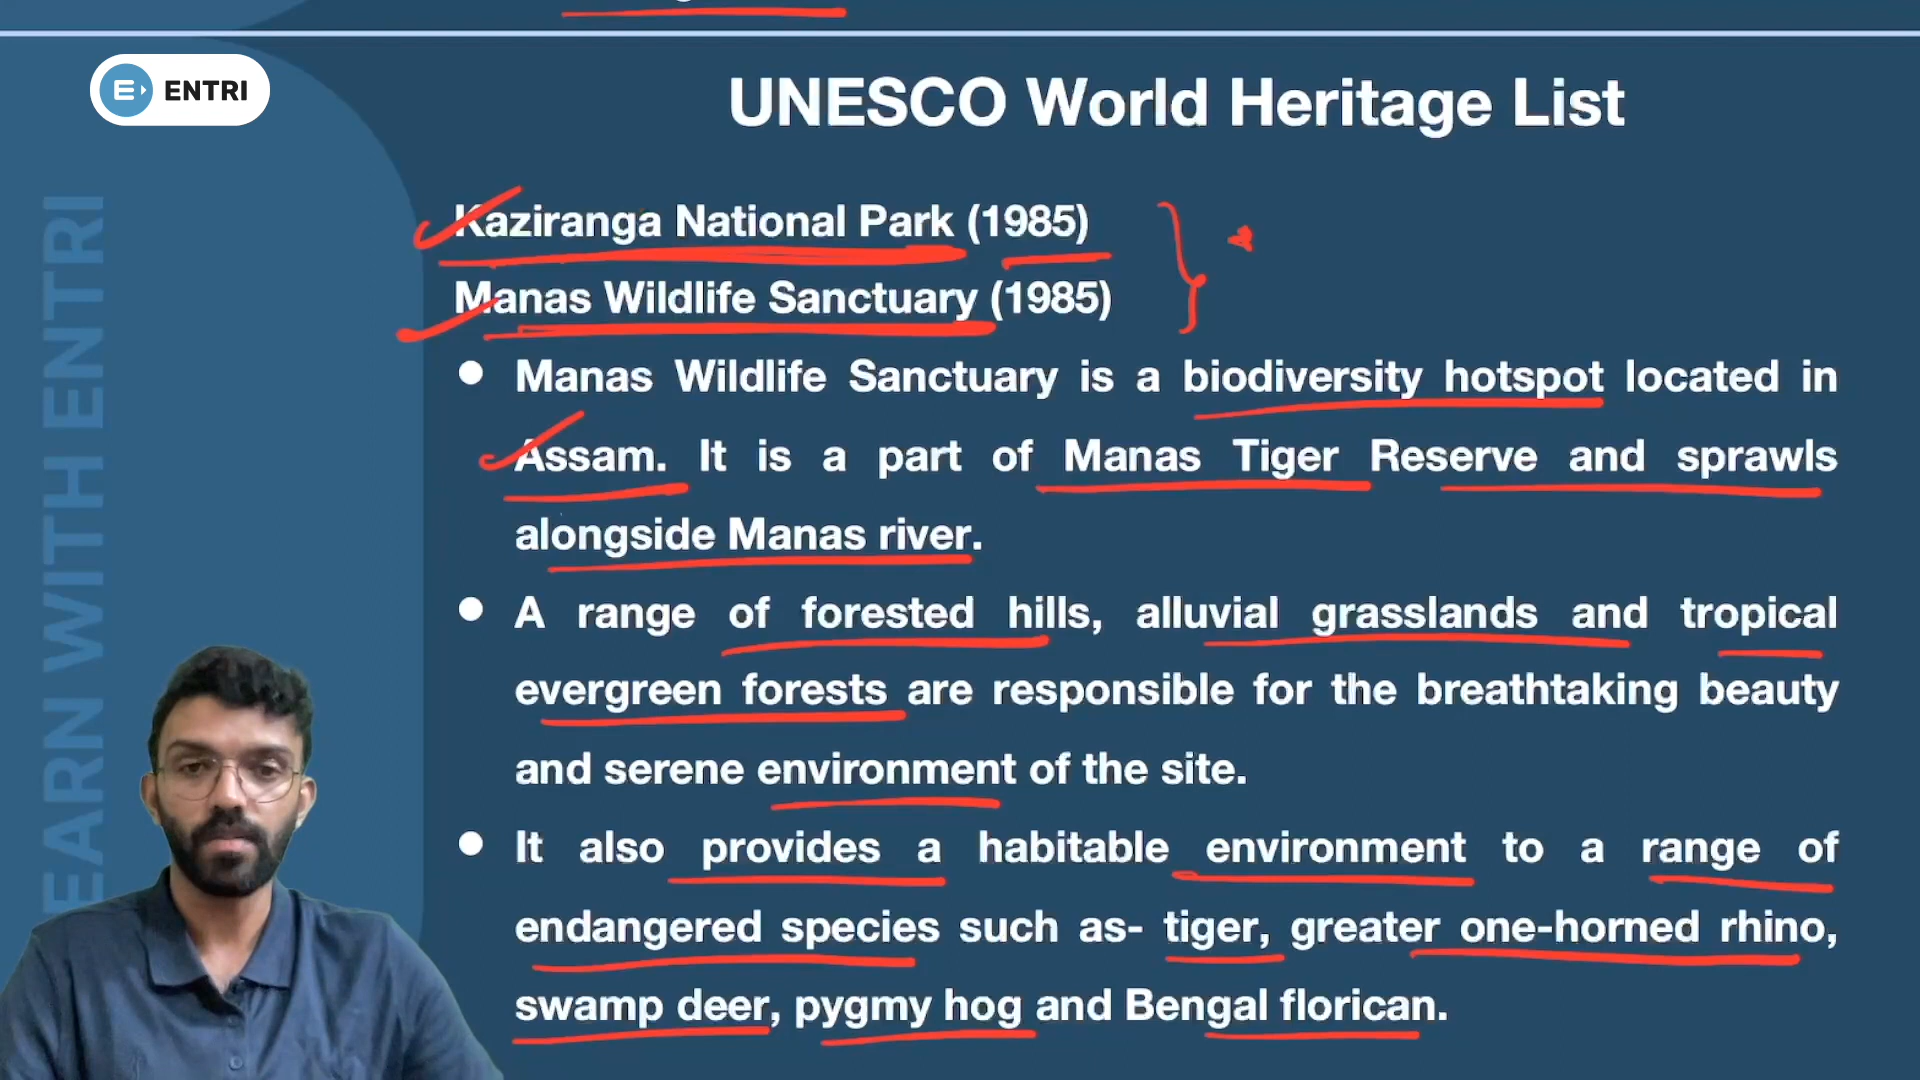 ENTRI
UNESCO World Heritage List
Kaziranga National Park (1985)
Manas Wildlife Sanctuary (1985)
● Manas Wildlife Sanctuary is a biodiversity hotspot located in
Assam. It is a part of Manas Tiger Reserve and sprawls
alongside Manas river.
● A range of forested hills, alluvial grasslands and tropical
evergreen forests are responsible for the breathtaking beauty
and serene environment of the site.
● It also provides a habitable environment to a range of
endangered species such as- tiger, greater one-horned rhino,
swamp deer, pygmy hog and Bengal florican.
EARN WITH ENTRI